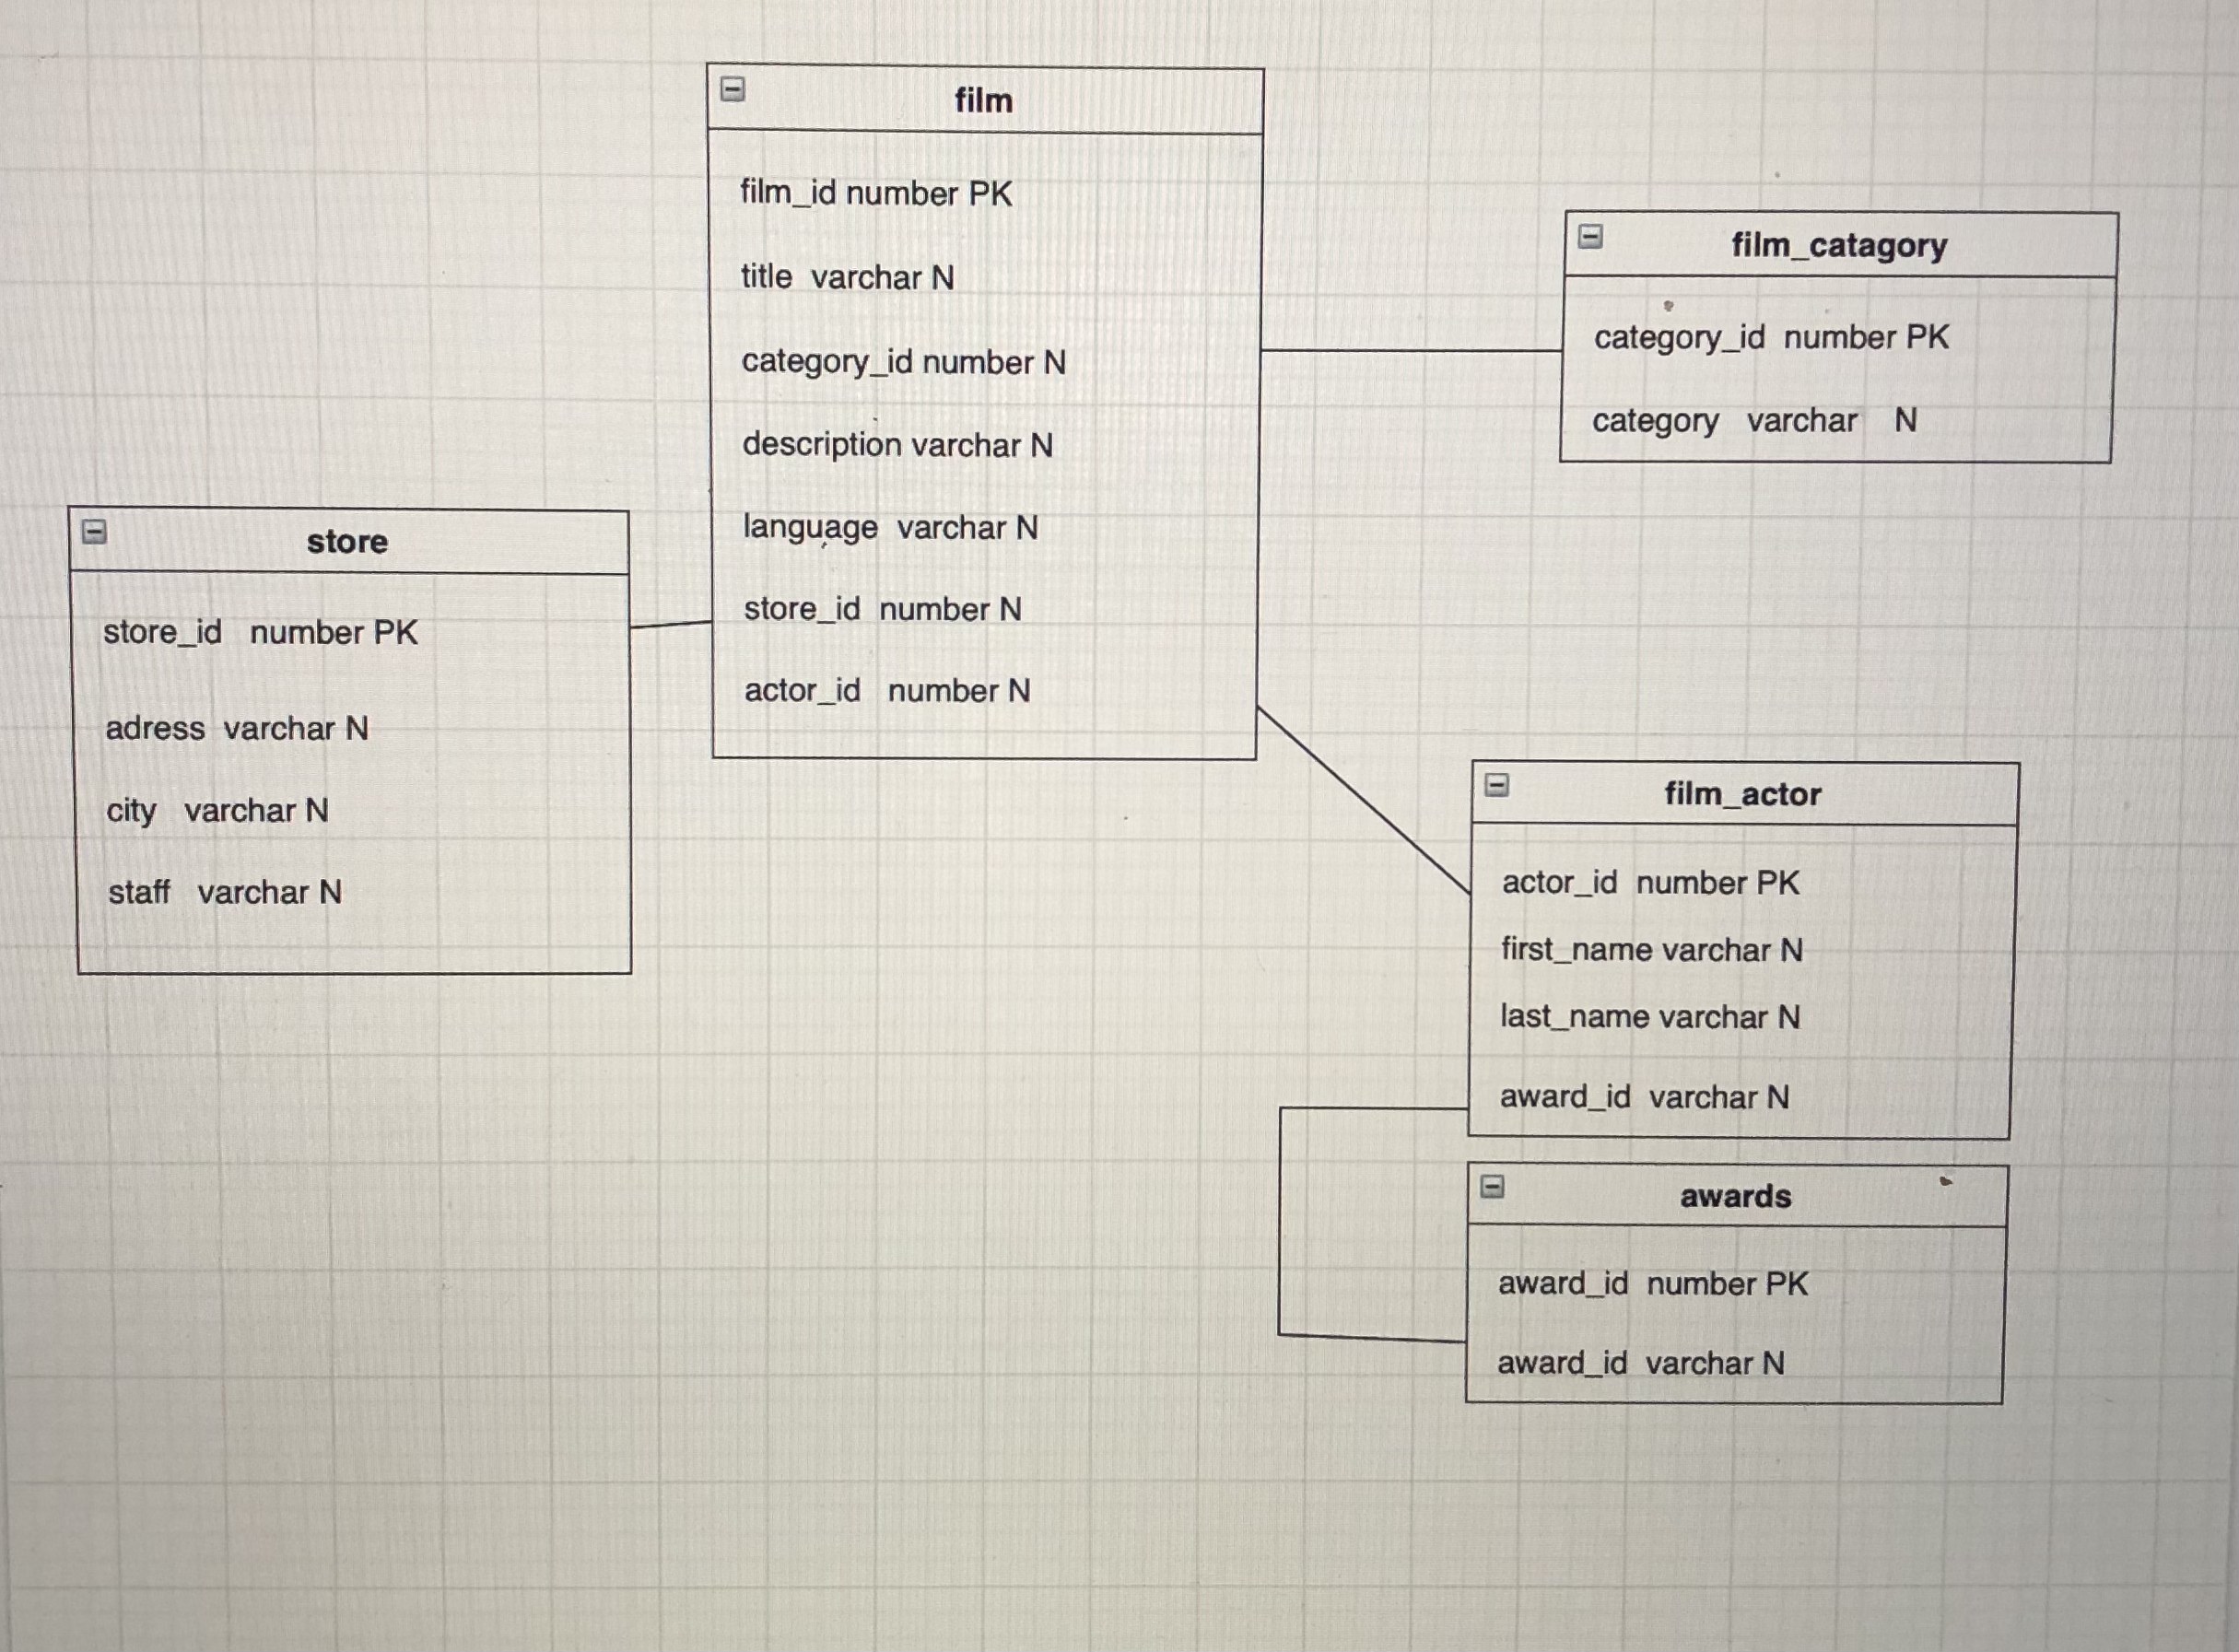 film
film_id number PK
title varchar N
category_id number N
description varchar N
language varchar N
store_id number N
actor_id number N
film_catagory
category_id number PK
category varchar N
store
store_id number PK
adress varchar N
city varchar N
staff varchar N
film_actor
actor_id number PK
first_name varchar N
last_name varchar N
award_id varchar N
awards
award_id number PK
award_id varchar N